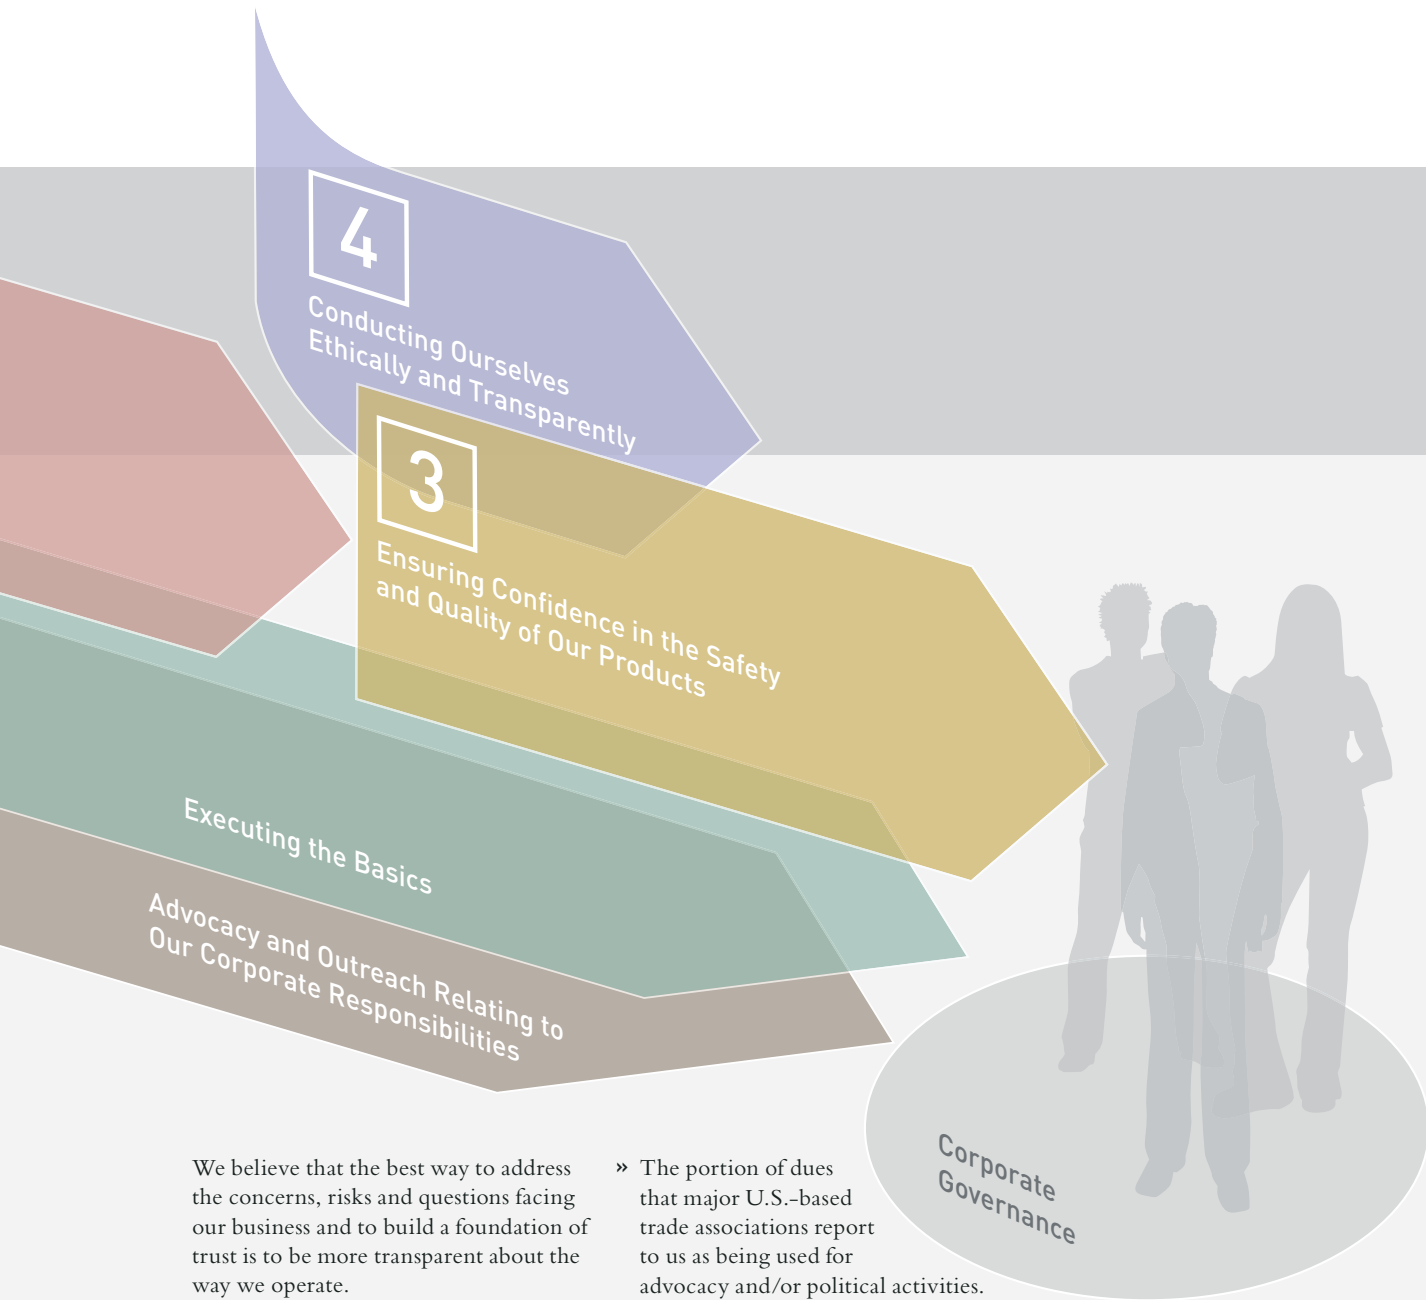 4
Conducting Ourselves
Ethically and Transparently
3
Ensuring Confidence in the Safety
and Quality of Our Products
Executing the Basics
Advocacy and Outreach Relating to
Our Corporate Responsibilities
Corporate
Governance
We believe that the best way to address
the concerns, risks and questions facing
our business and to build a foundation of
trust is to be more transparent about the
way we operate.
» The portion of dues
that major U.S.-based
trade associations report
to us as being used for
advocacy and/or political activities.